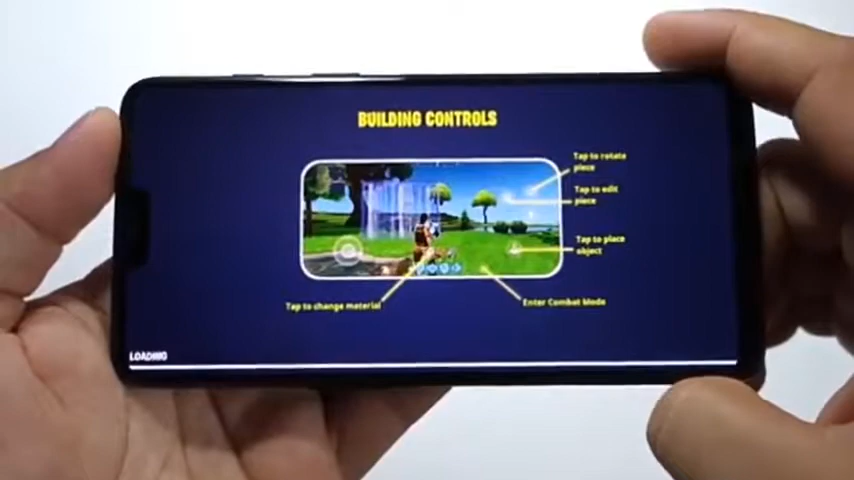 BUILDING CONTROLS
Tap to rotate
piece
Tap to edit
piece
Tap to place
object
Tap to change material
Enter Combat Mode
LOADING